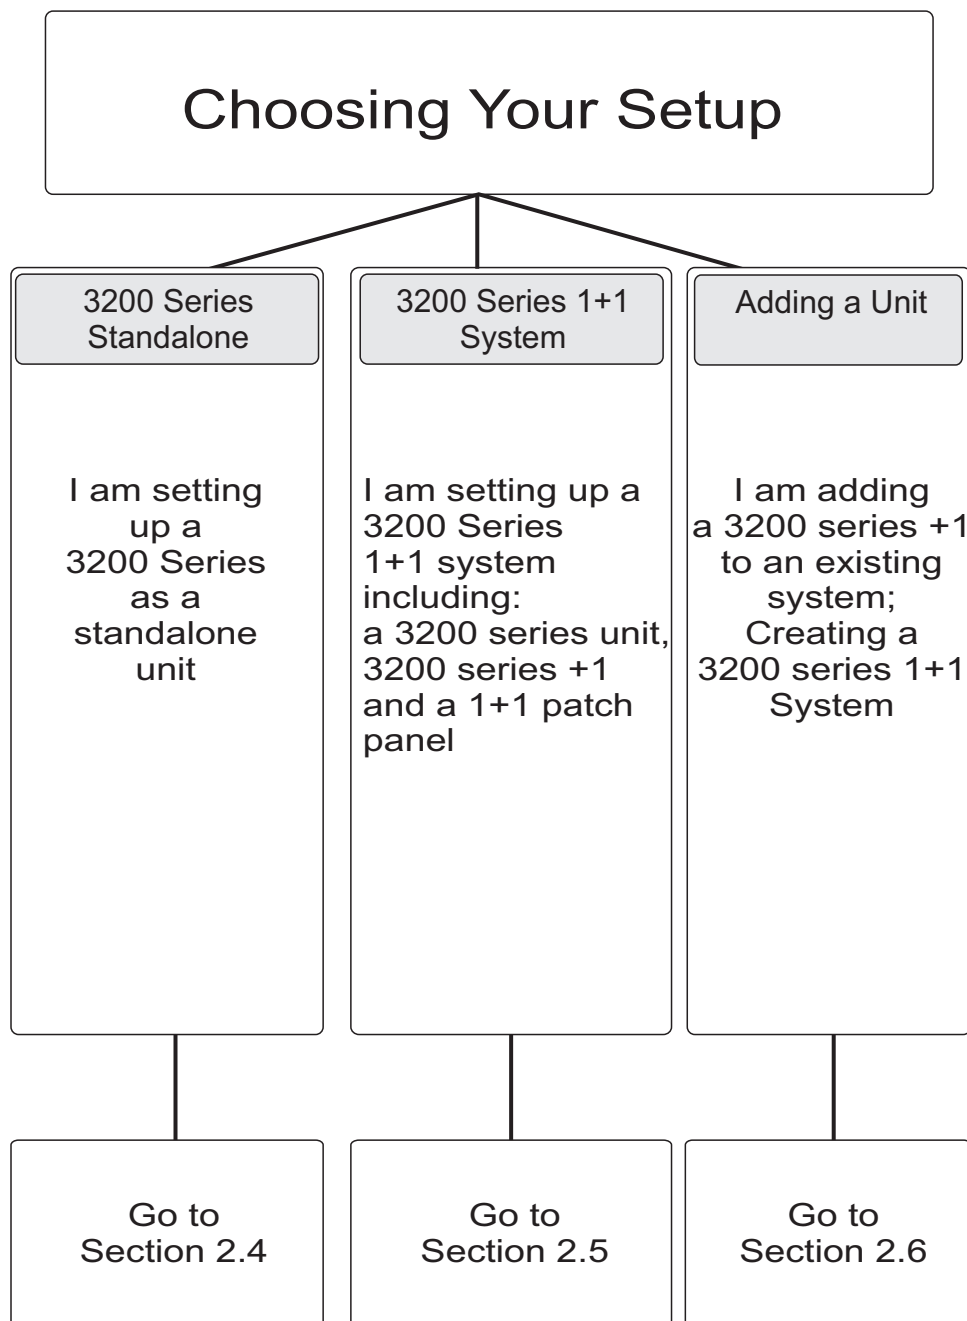 Choosing Your Setup
3200 Series
Standalone
I am setting
up a
3200 Series
as a
standalone
unit
Go to
Section 2.4
3200 Series 1+1
System
I am setting up a
3200 Series
1+1 system
including:
a 3200 series unit,
3200 series +1
and a 1+1 patch
panel
Go to
Section 2.5
Adding a Unit
I am adding
a 3200 series +1
to an existing
system;
Creating a
3200 series 1+1
System
Go to
Section 2.6